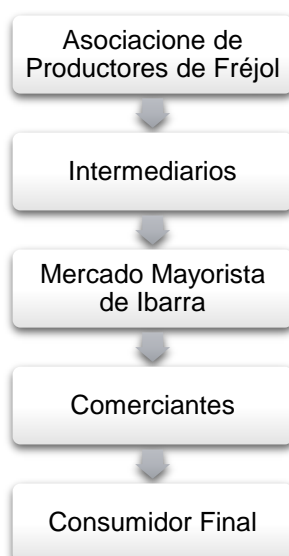 Asociacione de
Productores de Fréjol
Intermediarios
Mercado Mayorista
de Ibarra
Comerciantes
Consumidor Final